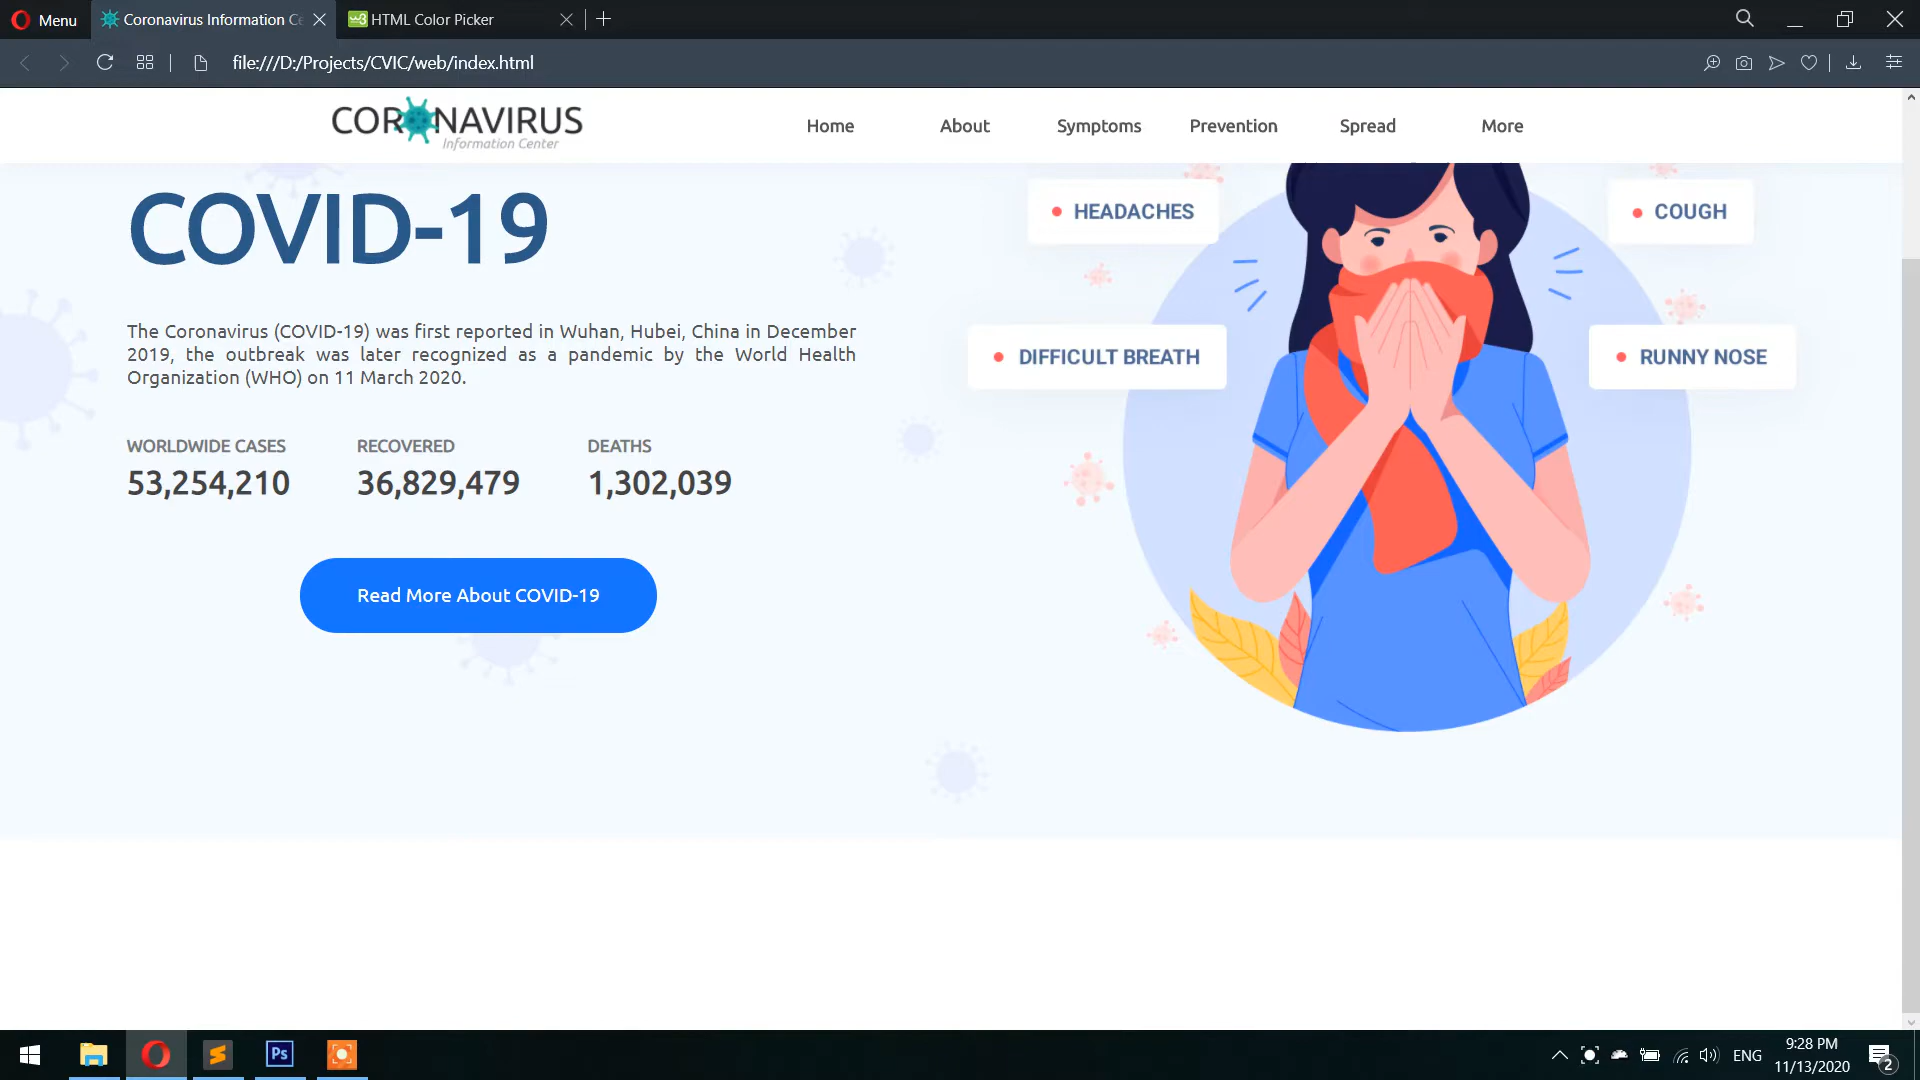 Menu
Coronavirus Information Ce
HTML Color Picker
file:///D:/Projects/CVIC/web/index.html
CORONAVIRUS
Information Center
Home
About
Symptoms
Prevention
Spread
More
COVID-19
The Coronavirus (COVID-19) was first reported in Wuhan, Hubei, China in December
2019, the outbreak was later recognized as a pandemic by the World Health
Organization (WHO) on 11 March 2020.
WORLDWIDE CASES
53,254,210
RECOVERED
36,829,479
DEATHS
1,302,039
Read More About COVID-19
HEADACHES
COUGH
DIFFICULT BREATH
RUNNY NOSE
Ps
ENG
9:28 PM
11/13/2020
2